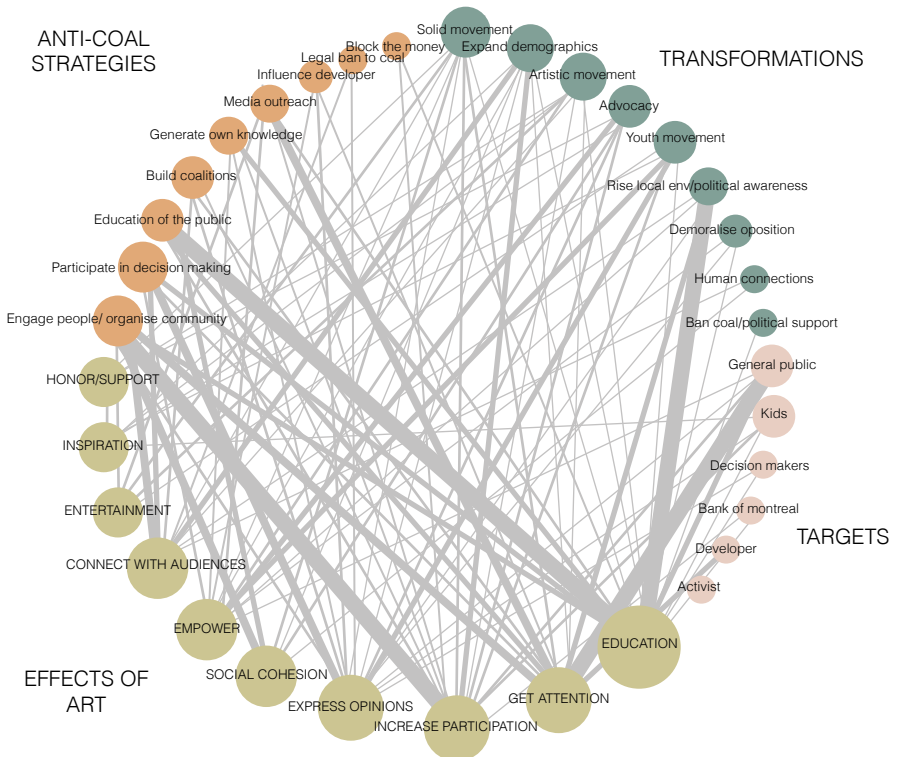 ANTI-COAL
STRATEGIES
Block the money
Legal ban to coal
Influence developer
Media outreach
Generate own knowledge
Build coalitions
Education of the public
Participate in decision making
Engage people/ organise community
TRANSFORMATIONS
Solid movement
Expand demographics
Artistic movement
Advocacy
Youth movement
Rise local env/political awareness
Demoralise oposition
Human connections
Ban coal/political support
General public
Kids
Decision makers
Bank of montreal
Developer
Activist
TARGETS
HONOR/SUPPORT
INSPIRATION
ENTERTAINMENT
CONNECT WITH AUDIENCES
EMPOWER
SOCIAL COHESION
EXPRESS OPINIONS
INCREASE PARTICIPATION
GET ATTENTION
EDUCATION
EFFECTS OF
ART